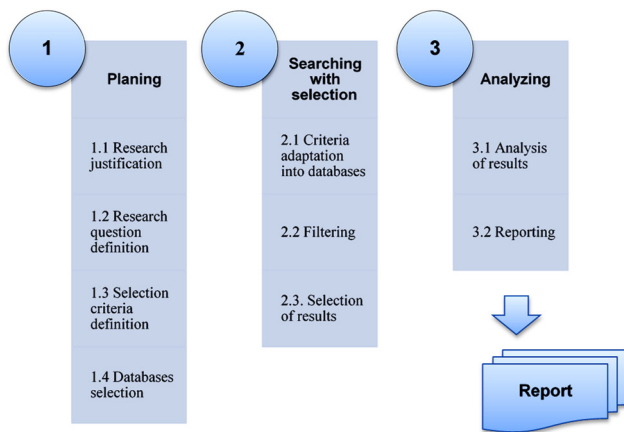 1
Planing
1.1 Research
justification
1.2 Research
question
definition
1.3 Selection
criteria
definition
1.4 Databases
selection
2
Searching
with
selection
2.1 Criteria
adaptation
into databases
2.2 Filtering
2.3. Selection
of results
3
Analyzing
3.1 Analysis
of results
3.2 Reporting
Report